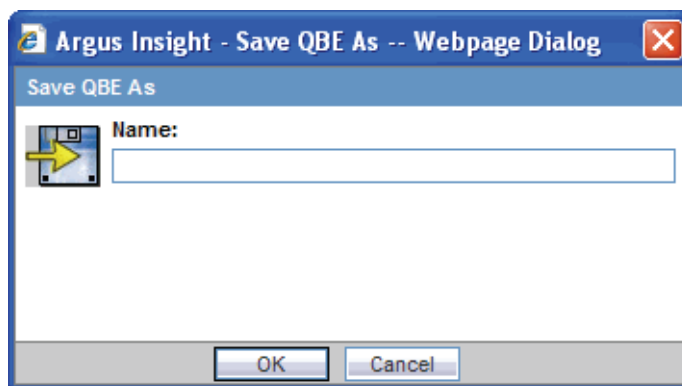 Argus Insight - Save QBE As -- Webpage Dialog
Save QBE As
Name:
OK Cancel